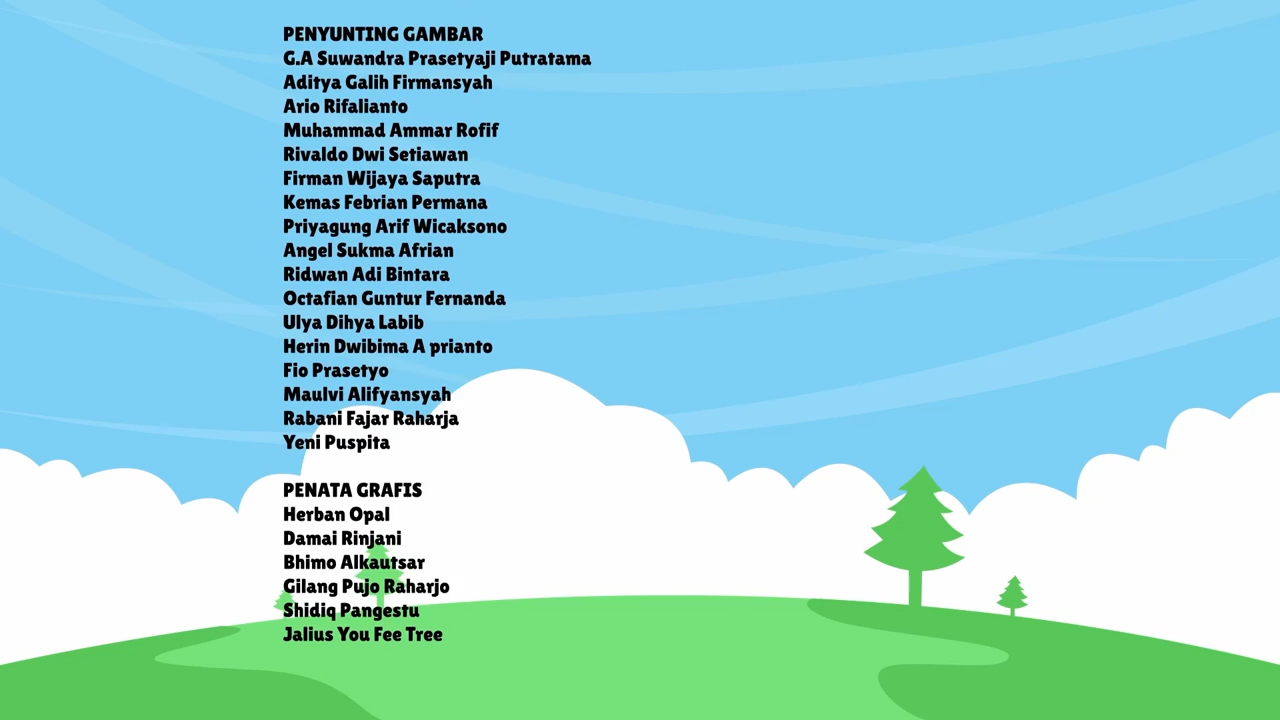 PENYUNTING GAMBAR
G.A Suwandra Prasetyaji Putratama
Aditya Galih Firmansyah
Ario Rifalianto
Muhammad Ammar Rofif
Rivaldo Dwi Setiawan
Firman Wijaya Saputra
Kemas Febrian Permana
Priyagung Arif Wicaksono
Angel Sukma Afrian
Ridwan Adi Bintara
Octafian Guntur Fernanda
Ulya Dihya Labib
Herin Dwibima A prianto
Fio Prasetyo
Maulvi Alifyansyah
Rabani Fajar Raharja
Yeni Puspita
PENATA GRAFIS
Herban Opal
Damai Rinjani
Bhimo Alkautsar
Gilang Pujo Raharjo
Shidiq Pangestu
Jalius You Fee Tree